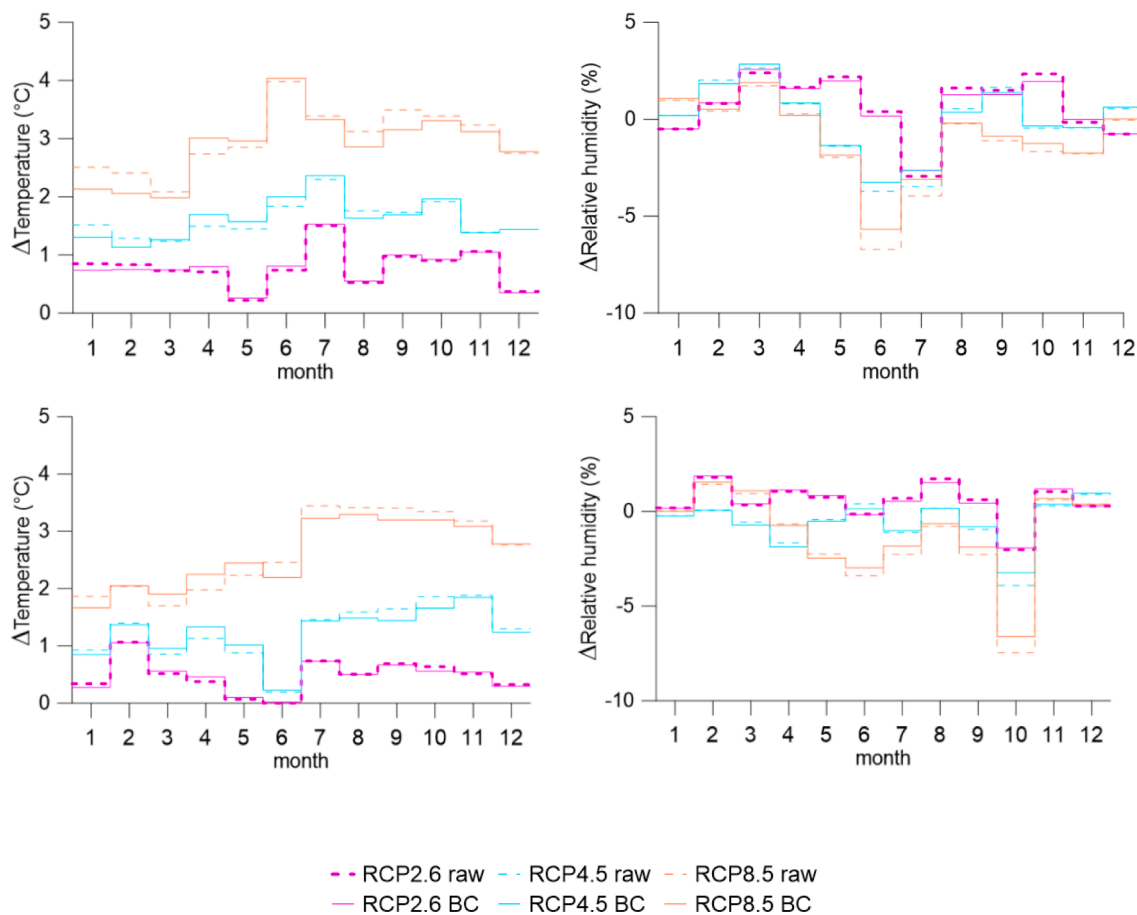 5
4
3
2
1
0
ΔTemperature (°C)
1 2 3 4 5 6 7 8 9 10 11 12
month
5
0
-5
-10
ΔRelative humidity (%)
1 2 3 4 5 6 7 8 9 10 11 12
month
5
4
3
2
1
0
ΔTemperature (°C)
1 2 3 4 5 6 7 8 9 10 11 12
month
5
0
-5
-10
ΔRelative humidity (%)
1 2 3 4 5 6 7 8 9 10 11 12
month
RCP2.6 raw RCP4.5 raw RCP8.5 raw
RCP2.6 BC RCP4.5 BC RCP8.5 BC